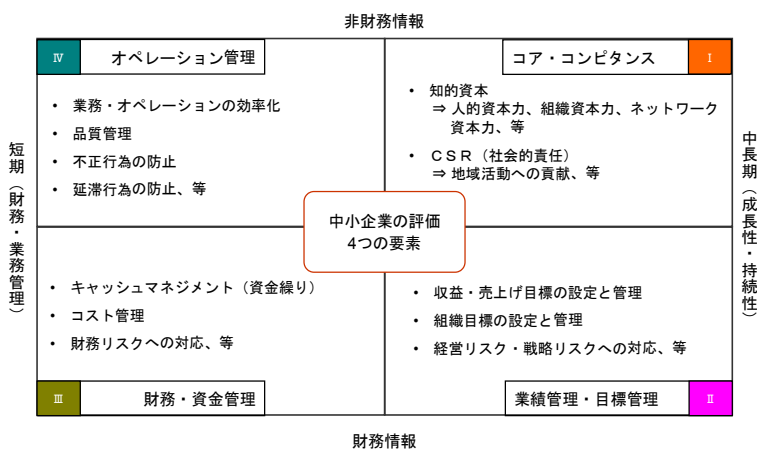 非財務情報
Ⅳ オペレーション管理
コア・コンピタンス Ⅰ
• 業務・オペレーションの効率化
• 品質管理
• 不正行為の防止
• 延滞行為の防止、等
• 知的資本
⇒ 人的資本力、組織資本力、ネットワーク
資本力、等
• ＣＳＲ（社会的責任）
⇒ 地域活動への貢献、等
短期（財務・業務管理）
中長期（成長性・持続性）
中小企業の評価
4つの要素
• キャッシュマネジメント（資金繰り）
• コスト管理
• 財務リスクへの対応、等
• 収益・売上げ目標の設定と管理
• 組織目標の設定と管理
• 経営リスク・戦略リスクへの対応、等
Ⅲ 財務・資金管理
業績管理・目標管理 Ⅱ
財務情報